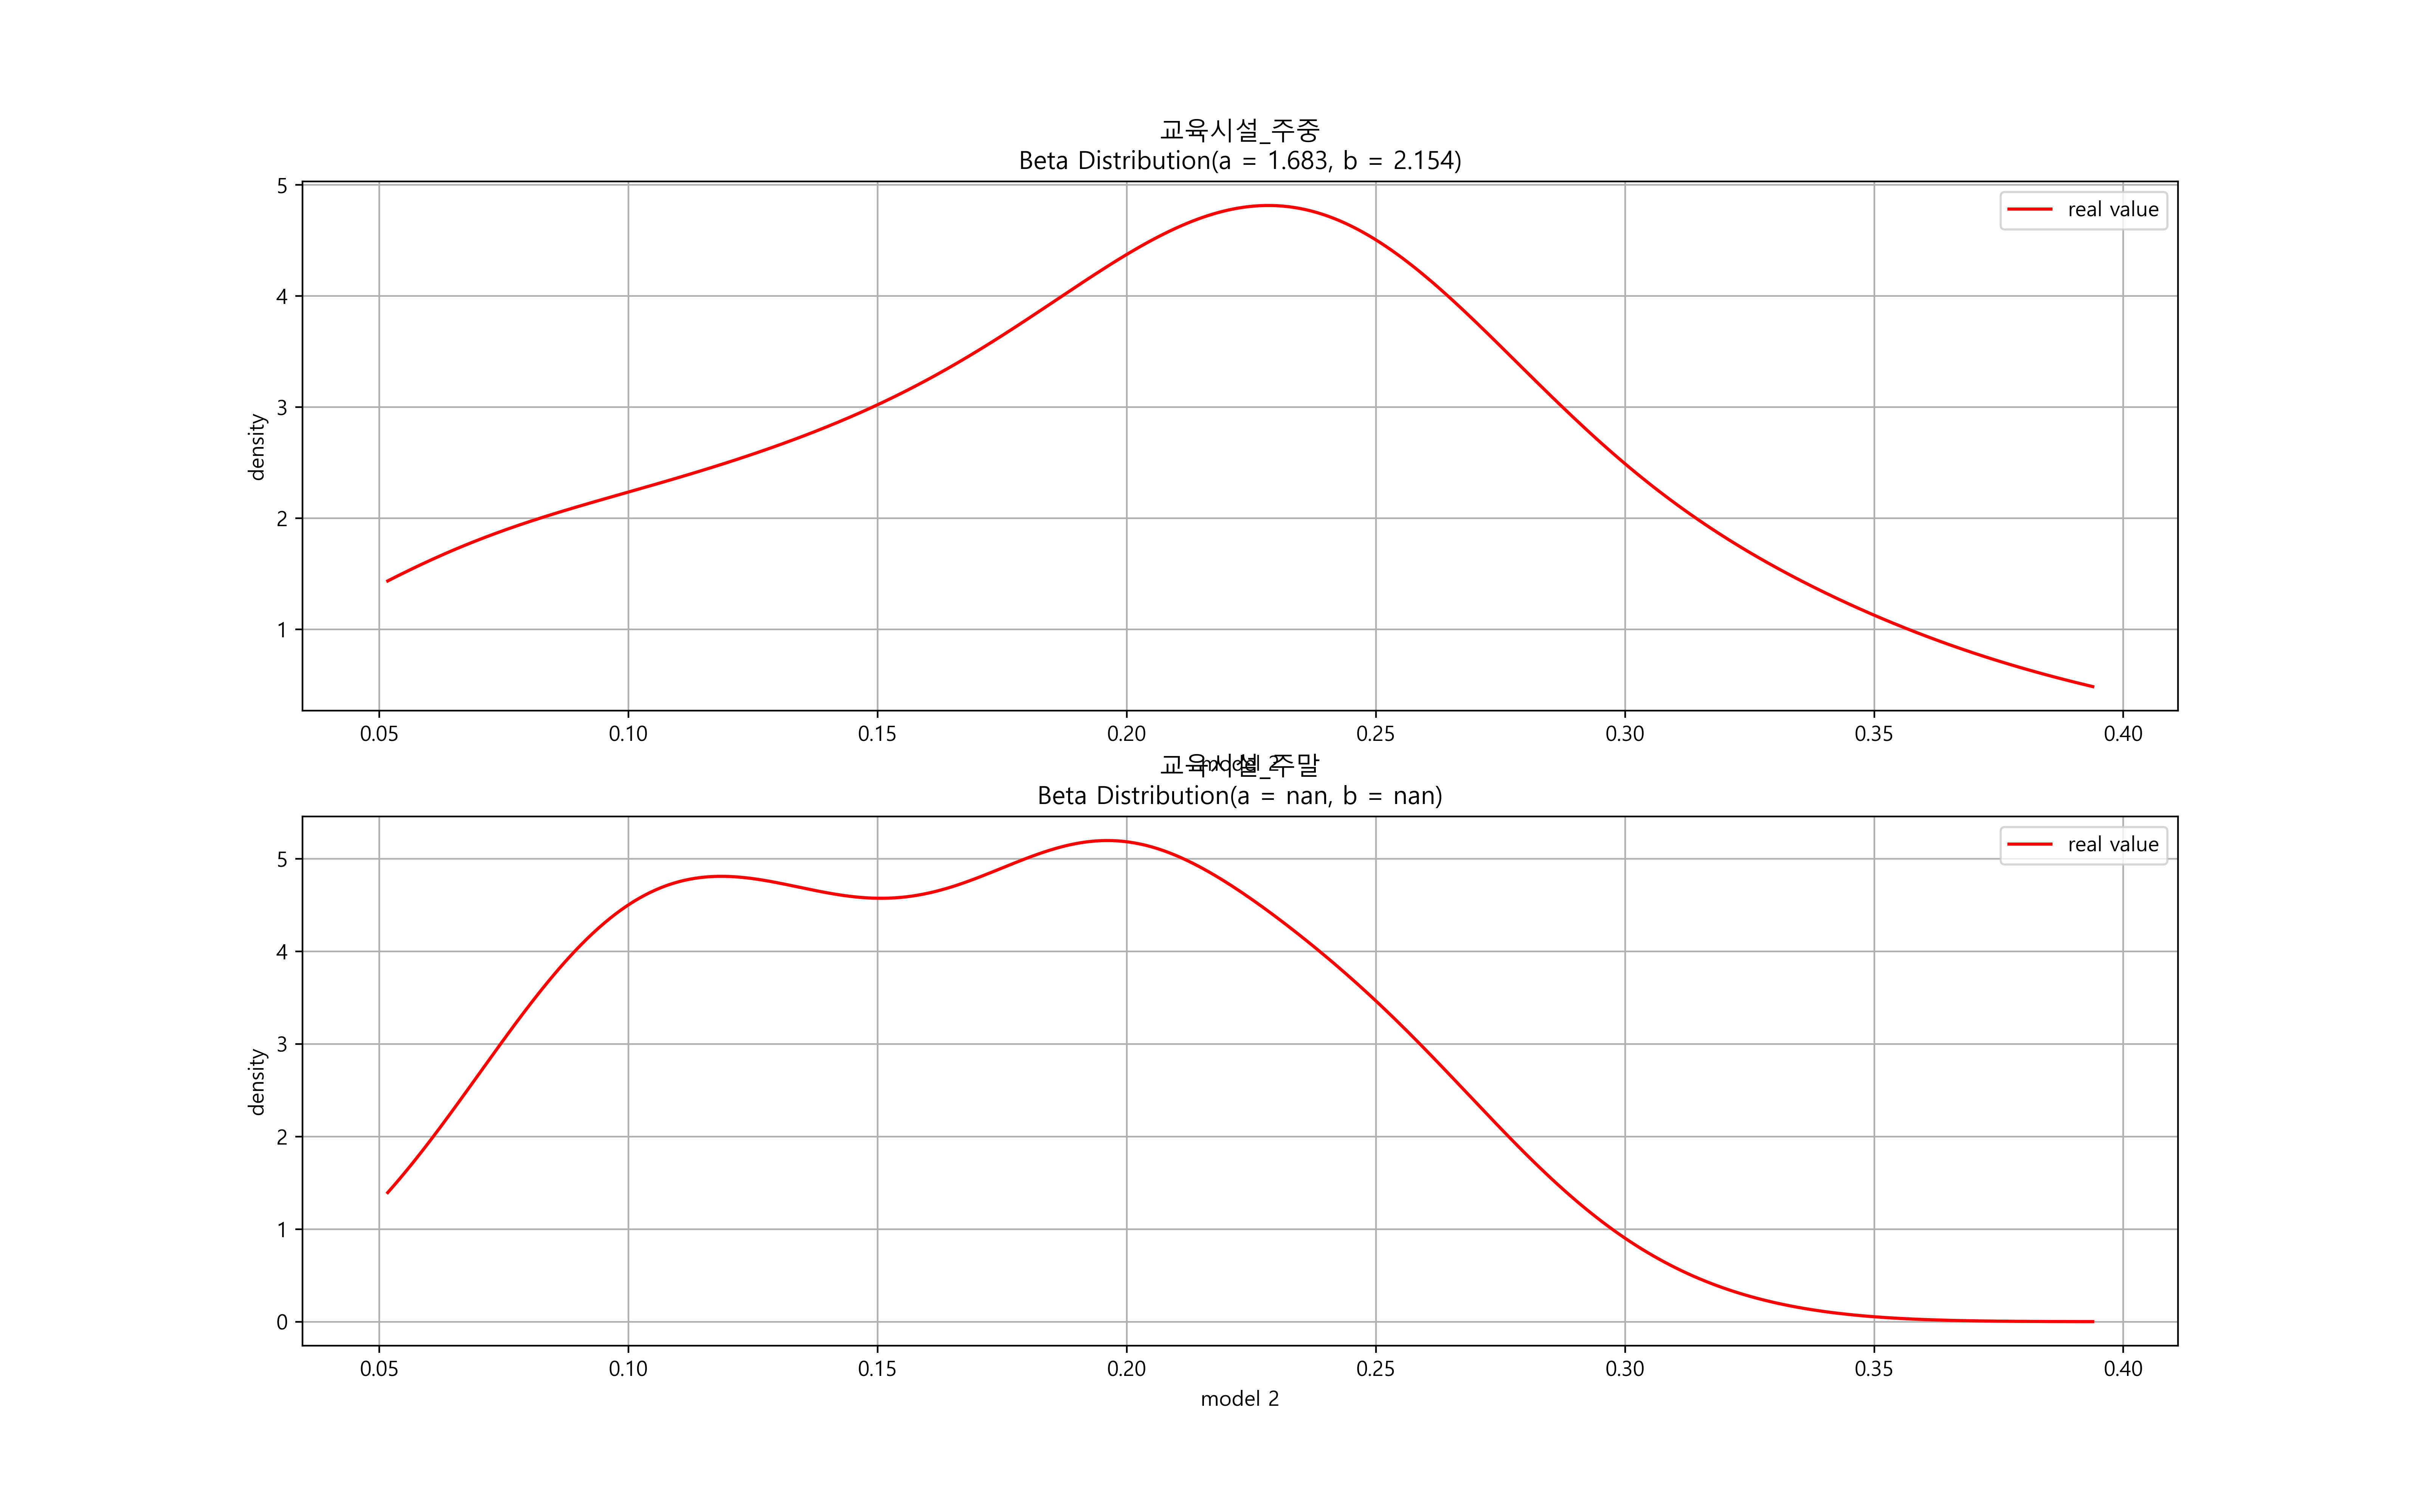 교육시설_주중
Beta Distribution(a = 1.683, b = 2.154)
real value
density
5
4
3
2
1
0.05 0.10 0.15 0.20 0.25 0.30 0.35 0.40
model 2
교육시설_주말
Beta Distribution(a = nan, b = nan)
real value
density
5
4
3
2
1
0
0.05 0.10 0.15 0.20 0.25 0.30 0.35 0.40
model 2